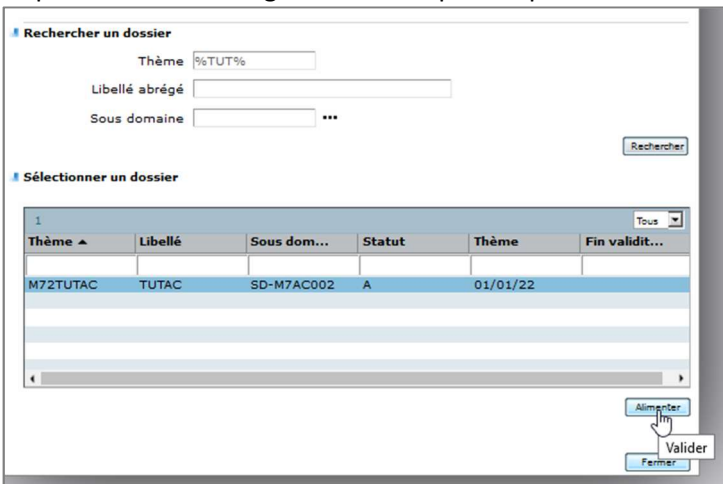 Rechercher un dossier
Thème %TUT%
Libellé abrégé
Sous domaine ...
Rechercher
Sélectionner un dossier
1 Tous
Thème Libellé Sous dom... Statut Thème Fin validit...
M72TUTAC TUTAC SD-M7AC002 A 01/01/22
Alimenter
Valider
Fermer